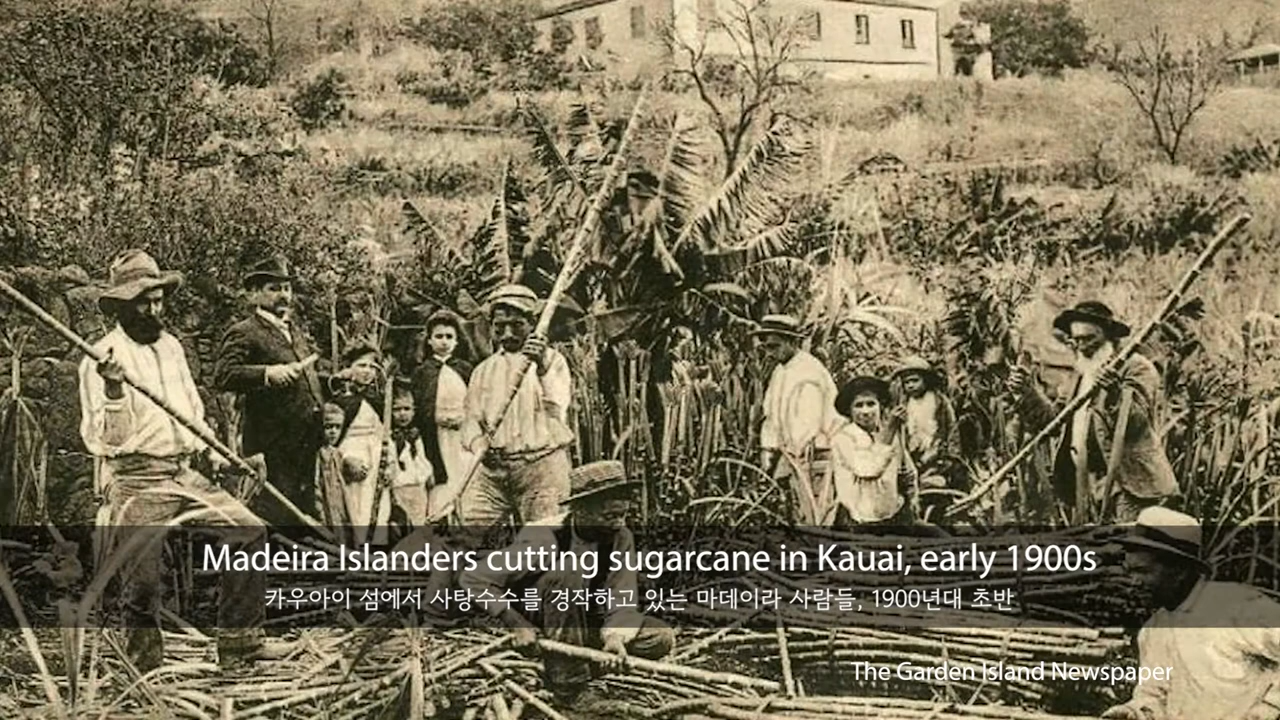 Madeira Islanders cutting sugarcane in Kauai, early 1900s
카우아이 섬에서 사탕수수를 경작하고 있는 마데이라 사람들, 1900년대 초반
The Garden Island Newspaper